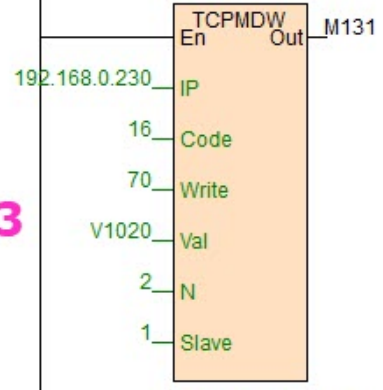 TCPMDW
En Out M131
192.168.0.230 IP
16 Code
70 Write
3
V1020 Val
2 N
1 Slave